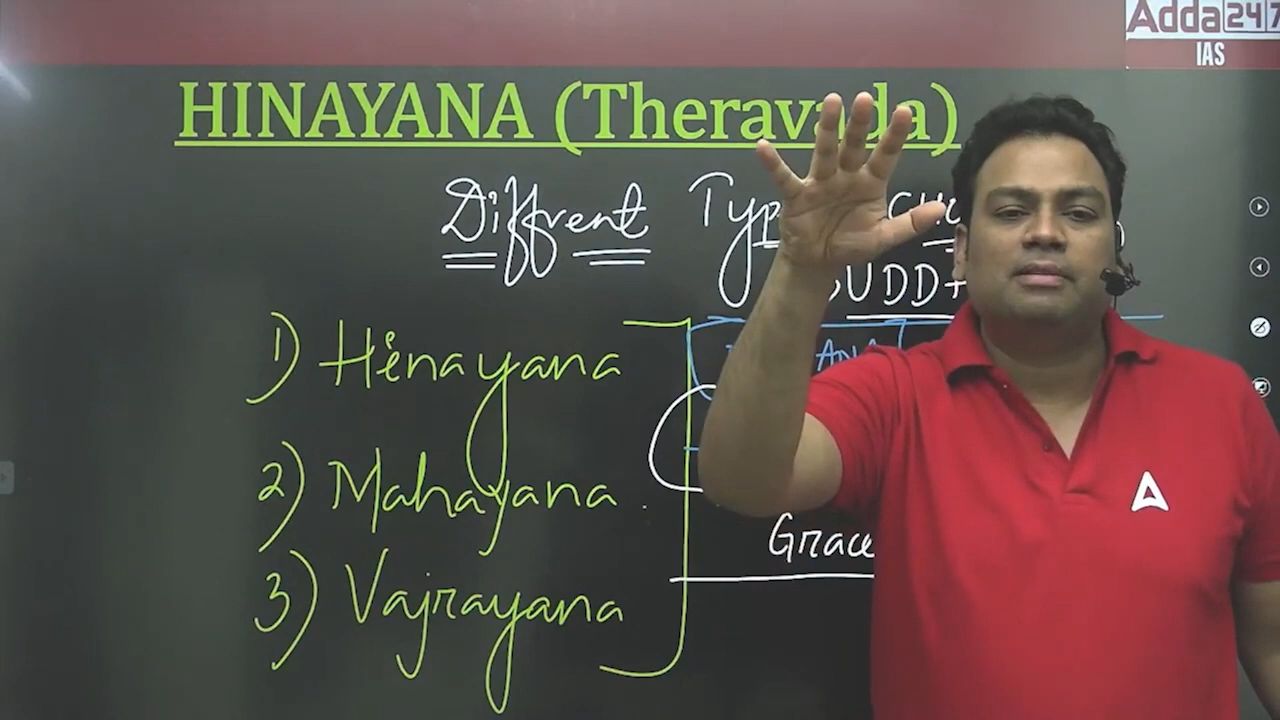 Adda247
IAS
HINAYANA (Theravada)
Diffrent
1) Hinayana
2) Mahayana
3) Vajrayana
Grace